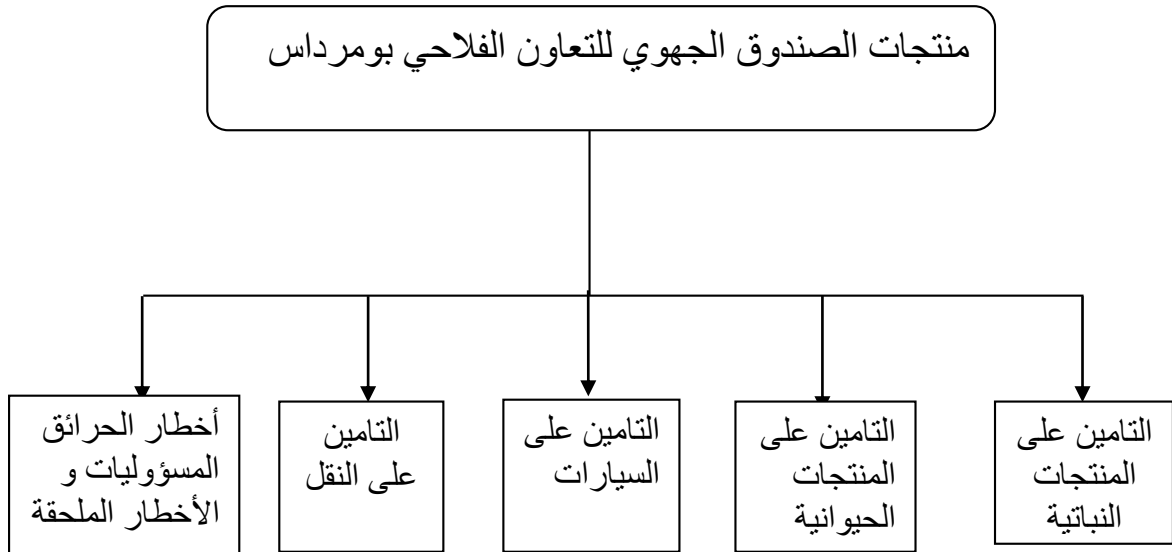 منتجات الصندوق الجهوي للتعاون الفلاحي بومرداس
التامين على
المنتجات
النباتية
التامين على
المنتجات
الحيوانية
التامين على
السيارات
التامين
على النقل
أخطار الحرائق
المسؤوليات و
الأخطار الملحقة